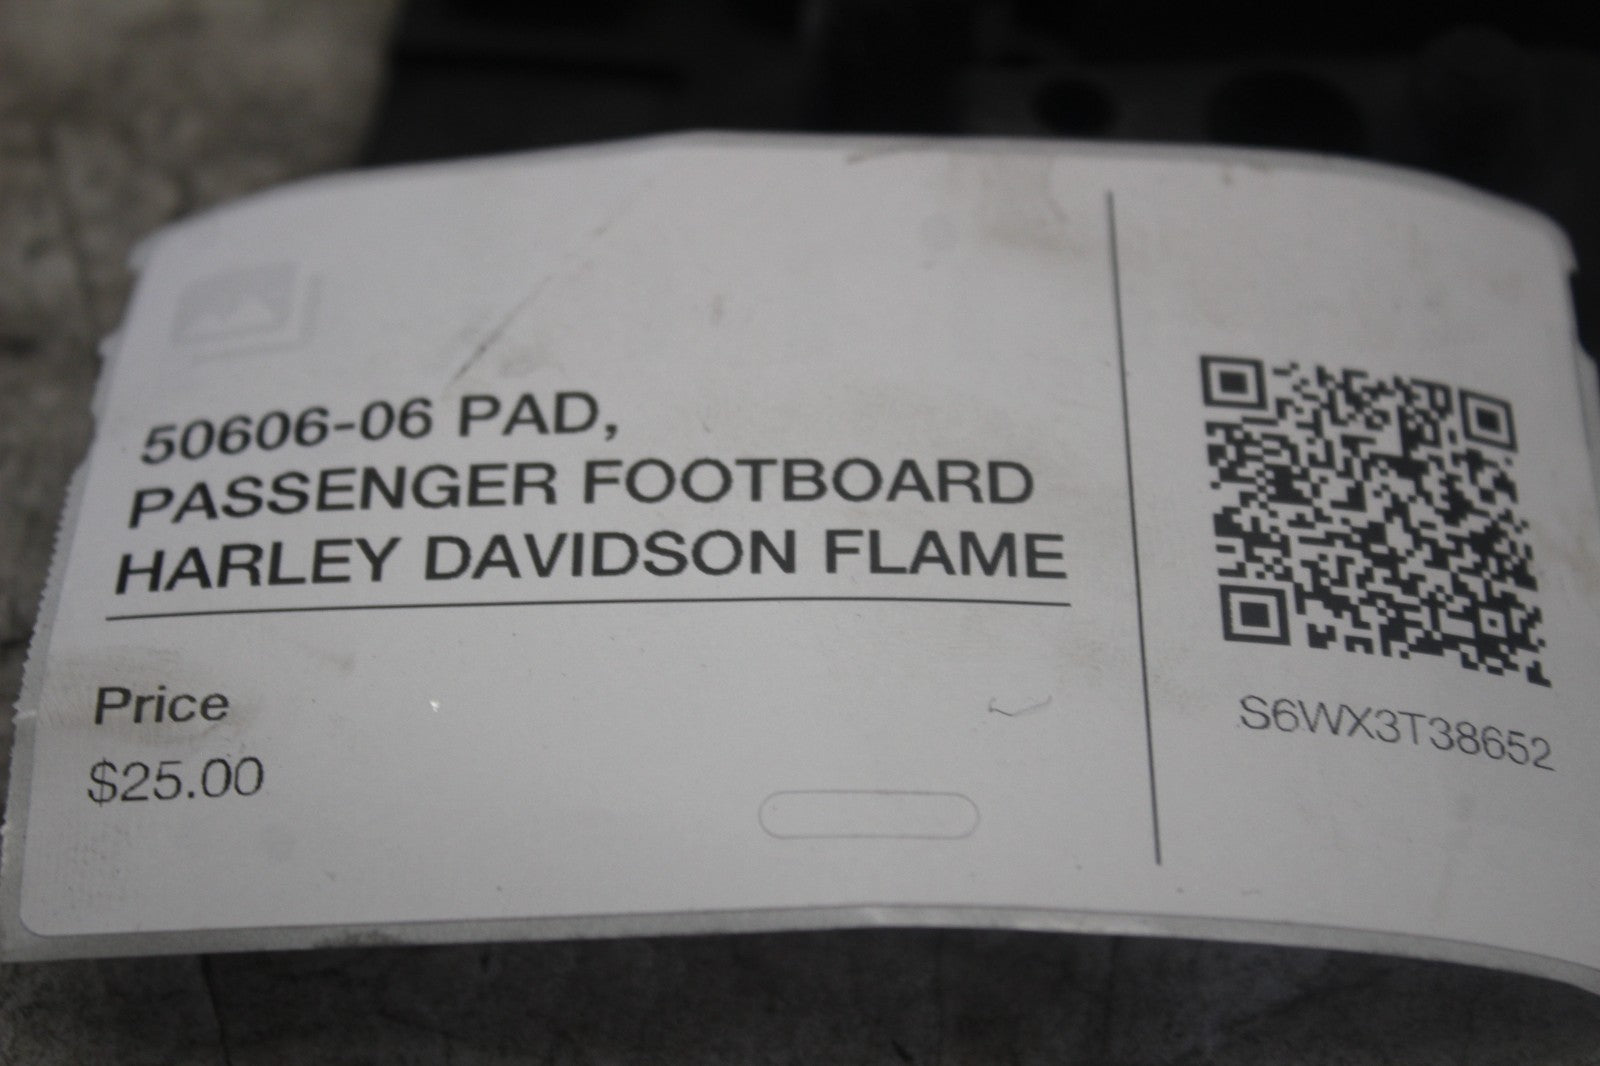 50606-06 PAD,
PASSENGER FOOTBOARD
HARLEY DAVIDSON FLAME
Price
$25.00
S6WX3T38652